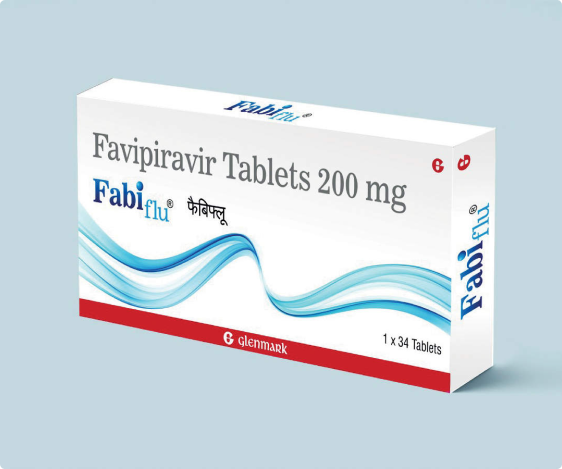 Fabiflu®
Favipiravir Tablets 200 mg
Fabiflu® फैबिफ्लू
1 x 34 Tablets
G glenmark
Fabiflu®